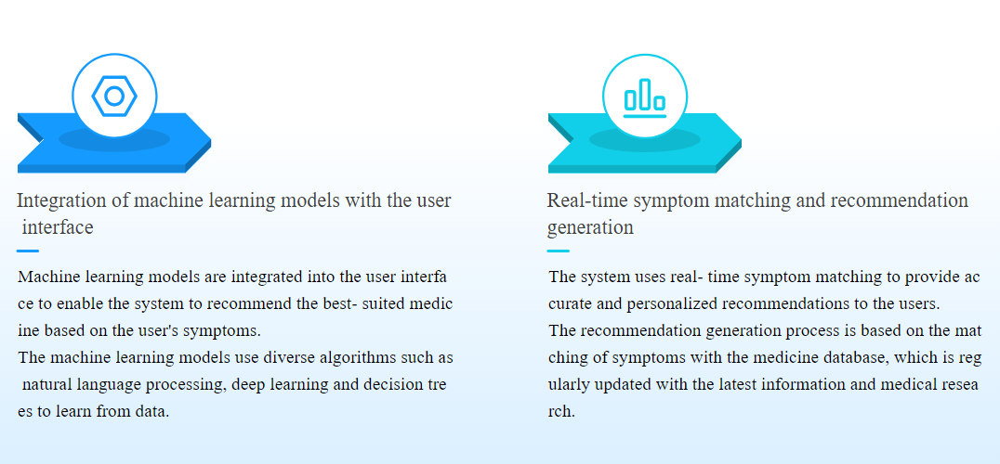 Integration of machine learning models with the user
interface
Machine learning models are integrated into the user interfa
ce to enable the system to recommend the best- suited medic
ine based on the user's symptoms.
The machine learning models use diverse algorithms such as
natural language processing, deep learning and decision tre
es to learn from data.
Real-time symptom matching and recommendation
generation
The system uses real- time symptom matching to provide ac
curate and personalized recommendations to the users.
The recommendation generation process is based on the mat
ching of symptoms with the medicine database, which is reg
ularly updated with the latest information and medical resea
rch.